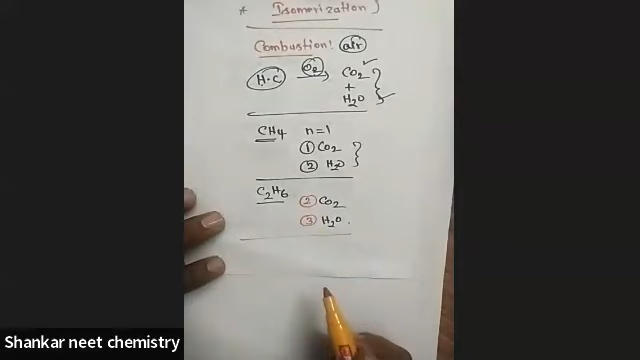 * Isomerization )
Combustion! air
H.C O2 → CO2
+
H2O
CH4 n=1
① CO2
② H2O
C2H6 ② CO2
③ H2O.
Shankar neet chemistry